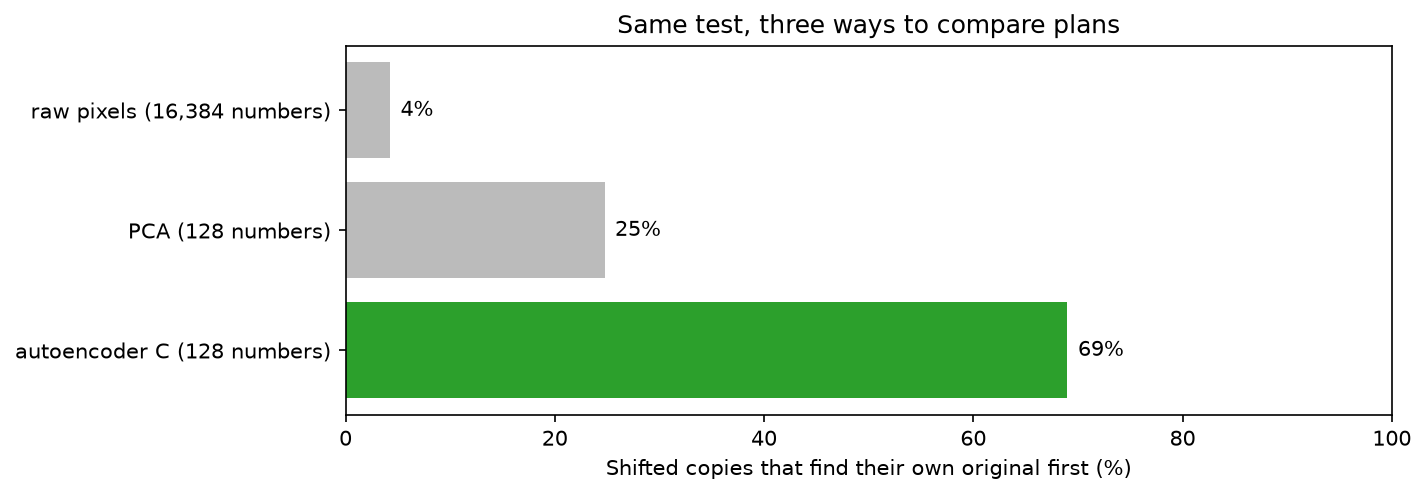 Same test, three ways to compare plans
raw pixels (16,384 numbers)
4%
PCA (128 numbers)
25%
autoencoder C (128 numbers)
69%
0 20 40 60 80 100
Shifted copies that find their own original first (%)